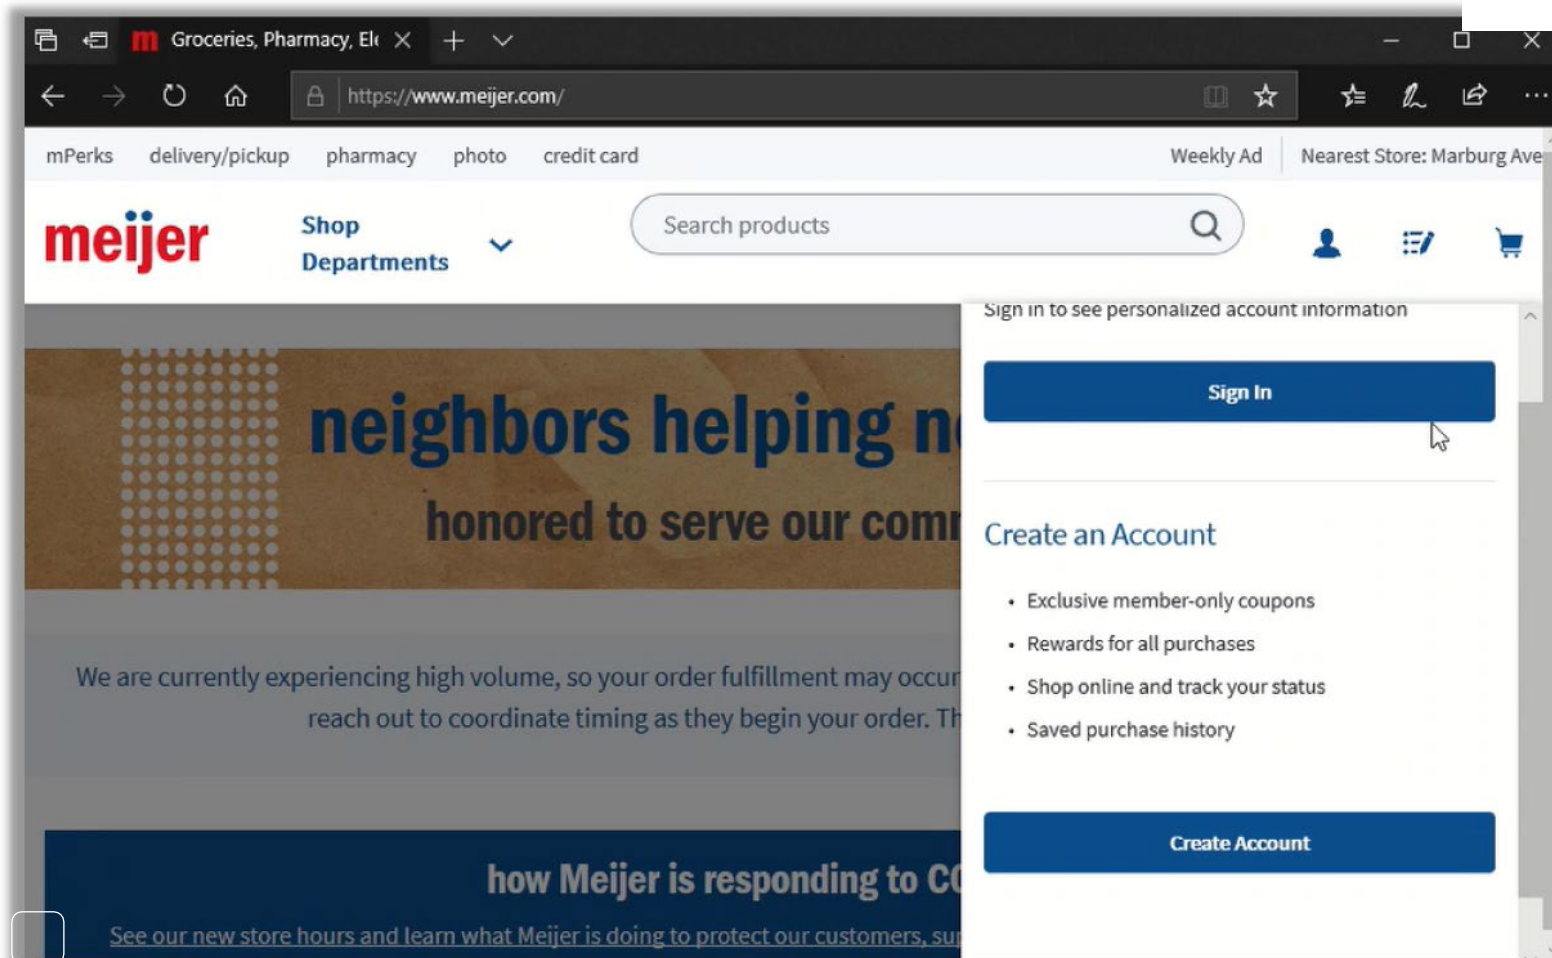 Groceries, Pharmacy, Ele
https://www.meijer.com/
mPerks delivery/pickup pharmacy photo credit card Weekly Ad Nearest Store: Marburg Ave
meijer
Shop
Departments
Search products
Sign in to see personalized account information
Sign In
neighbors helping ne
honored to serve our comm
Create an Account
• Exclusive member-only coupons
• Rewards for all purchases
• Shop online and track your status
• Saved purchase history
We are currently experiencing high volume, so your order fulfillment may occur
reach out to coordinate timing as they begin your order. Th
Create Account
how Meijer is responding to CO
See our new store hours and learn what Meijer is doing to protect our customers, sup